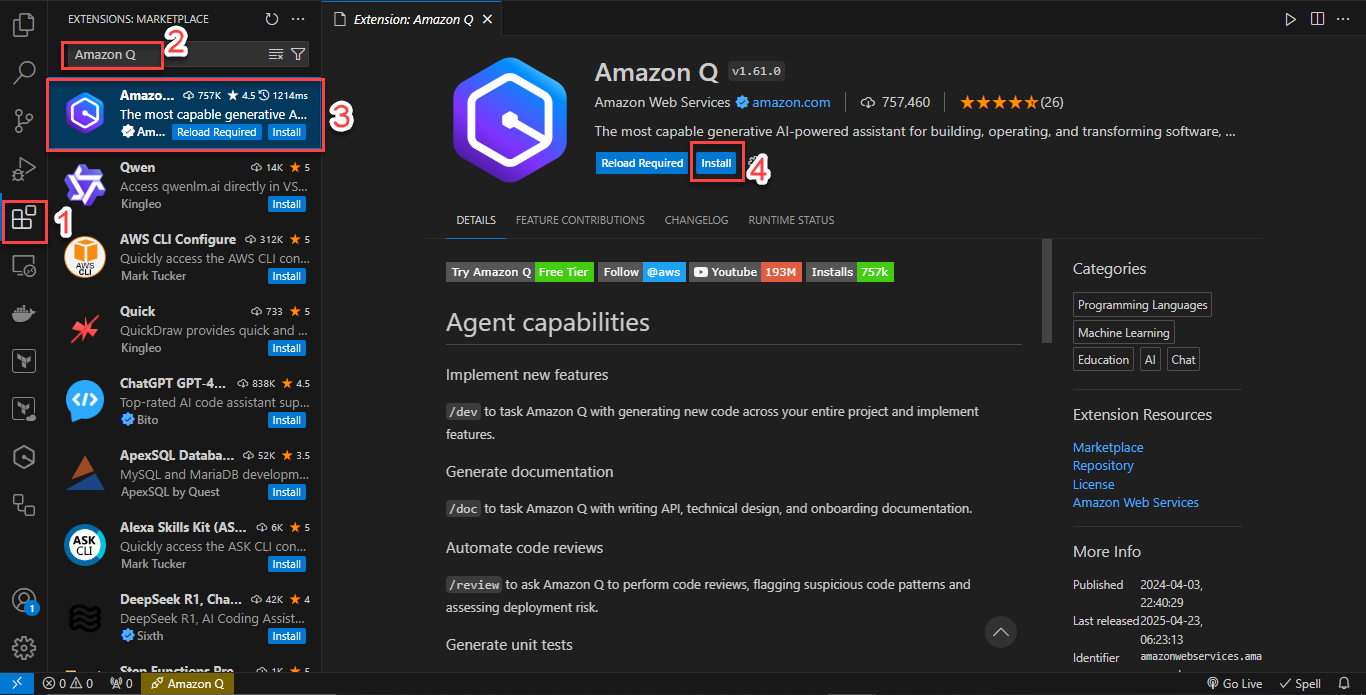 EXTENSIONS: MARKETPLACE
Amazon Q
2
Amazo... 757K 4.5 1214ms
The most capable generative A...
Am... Reload Required Install
3
Qwen 14K 5
Access qwenlm.ai directly in VS...
Kingleo Install
1
AWS CLI
AWS CLI Configure 312K 5
Quickly access the AWS CLI con...
Mark Tucker Install
Quick 733 5
QuickDraw provides quick and ...
Kingleo Install
ChatGPT GPT-4... 838K 4.5
Top-rated AI code assistant sup...
Bito Install
ApexSQL Databa... 52K 3.5
MySQL and MariaDB developm...
ApexSQL by Quest Install
ASK CLI
Alexa Skills Kit (AS... 6K 5
Quickly access the ASK CLI con...
Mark Tucker Install
DeepSeek R1, Cha... 42K 4
DeepSeek R1, AI Coding Assist...
Sixth Install
Step Functions Pro... 1K 5
1
Extension: Amazon Q
Amazon Q v1.61.0
Amazon Web Services amazon.com 757,460 (26)
The most capable generative AI-powered assistant for building, operating, and transforming software, ...
Reload Required Install 4
DETAILS FEATURE CONTRIBUTIONS CHANGELOG RUNTIME STATUS
Try Amazon Q Free Tier Follow @aws Youtube 193M Installs 757k
Agent capabilities
Implement new features
/dev to task Amazon Q with generating new code across your entire project and implement
features.
Generate documentation
/doc to task Amazon Q with writing API, technical design, and onboarding documentation.
Automate code reviews
/review to ask Amazon Q to perform code reviews, flagging suspicious code patterns and
assessing deployment risk.
Generate unit tests
Categories
Programming Languages
Machine Learning
Education AI Chat
Extension Resources
Marketplace
Repository
License
Amazon Web Services
More Info
Published 2024-04-03,
22:40:29
Last released 2025-04-23,
06:23:13
Identifier amazonwebservices.ama
0 0 0 Amazon Q Go Live Spell